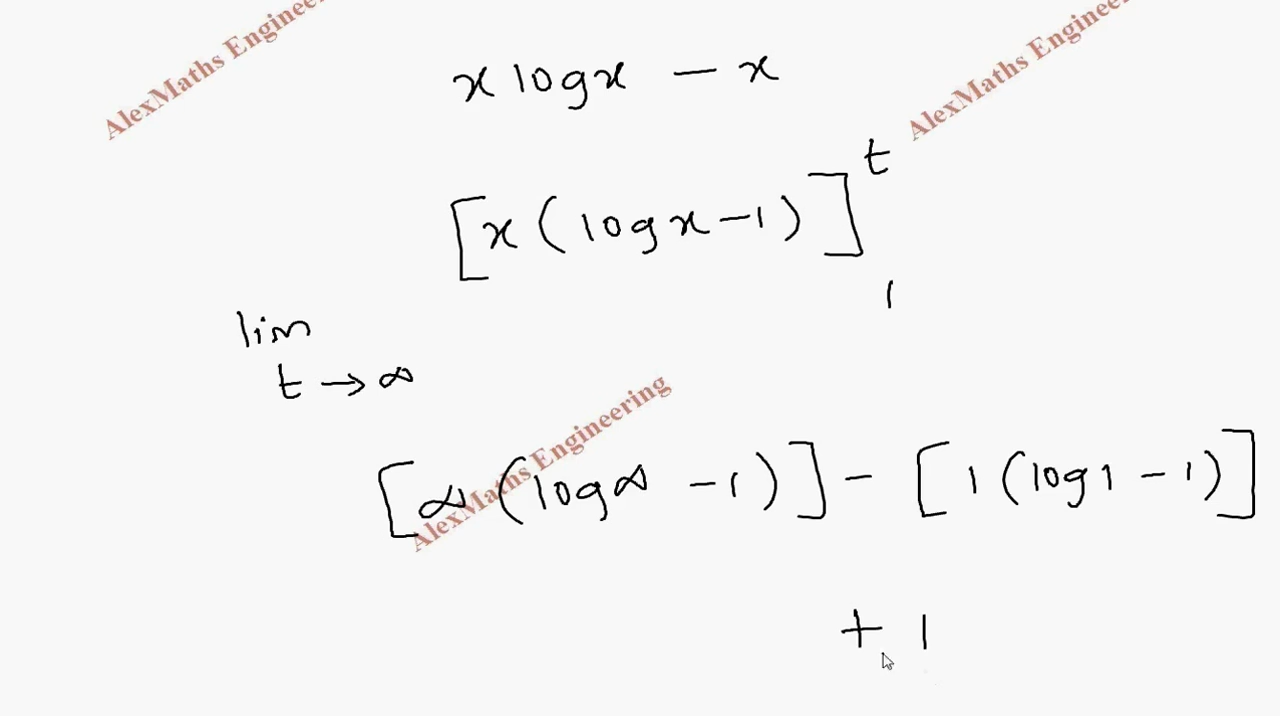 AlexMaths Engineer
AlexMaths Engineer
x log x - x
[x (log x - 1)]
t
1
lim
t → ∞
AlexMaths Engineering
[∞ (log ∞ - 1)] - [1 (log 1 - 1)]
+ 1